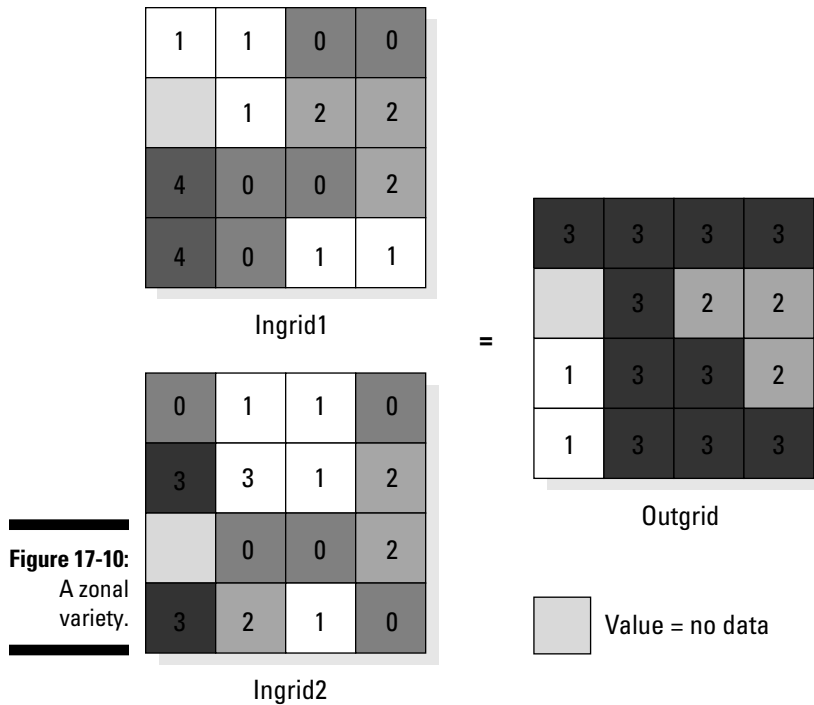 1 1 0 0
1 2 2
4 0 0 2
4 0 1 1
Ingrid1
0 1 1 0
3 3 1 2
0 0 2
3 2 1 0
Ingrid2
=
3 3 3 3
3 2 2
1 3 3 2
1 3 3 3
Outgrid
Value = no data
Figure 17-10:
A zonal
variety.